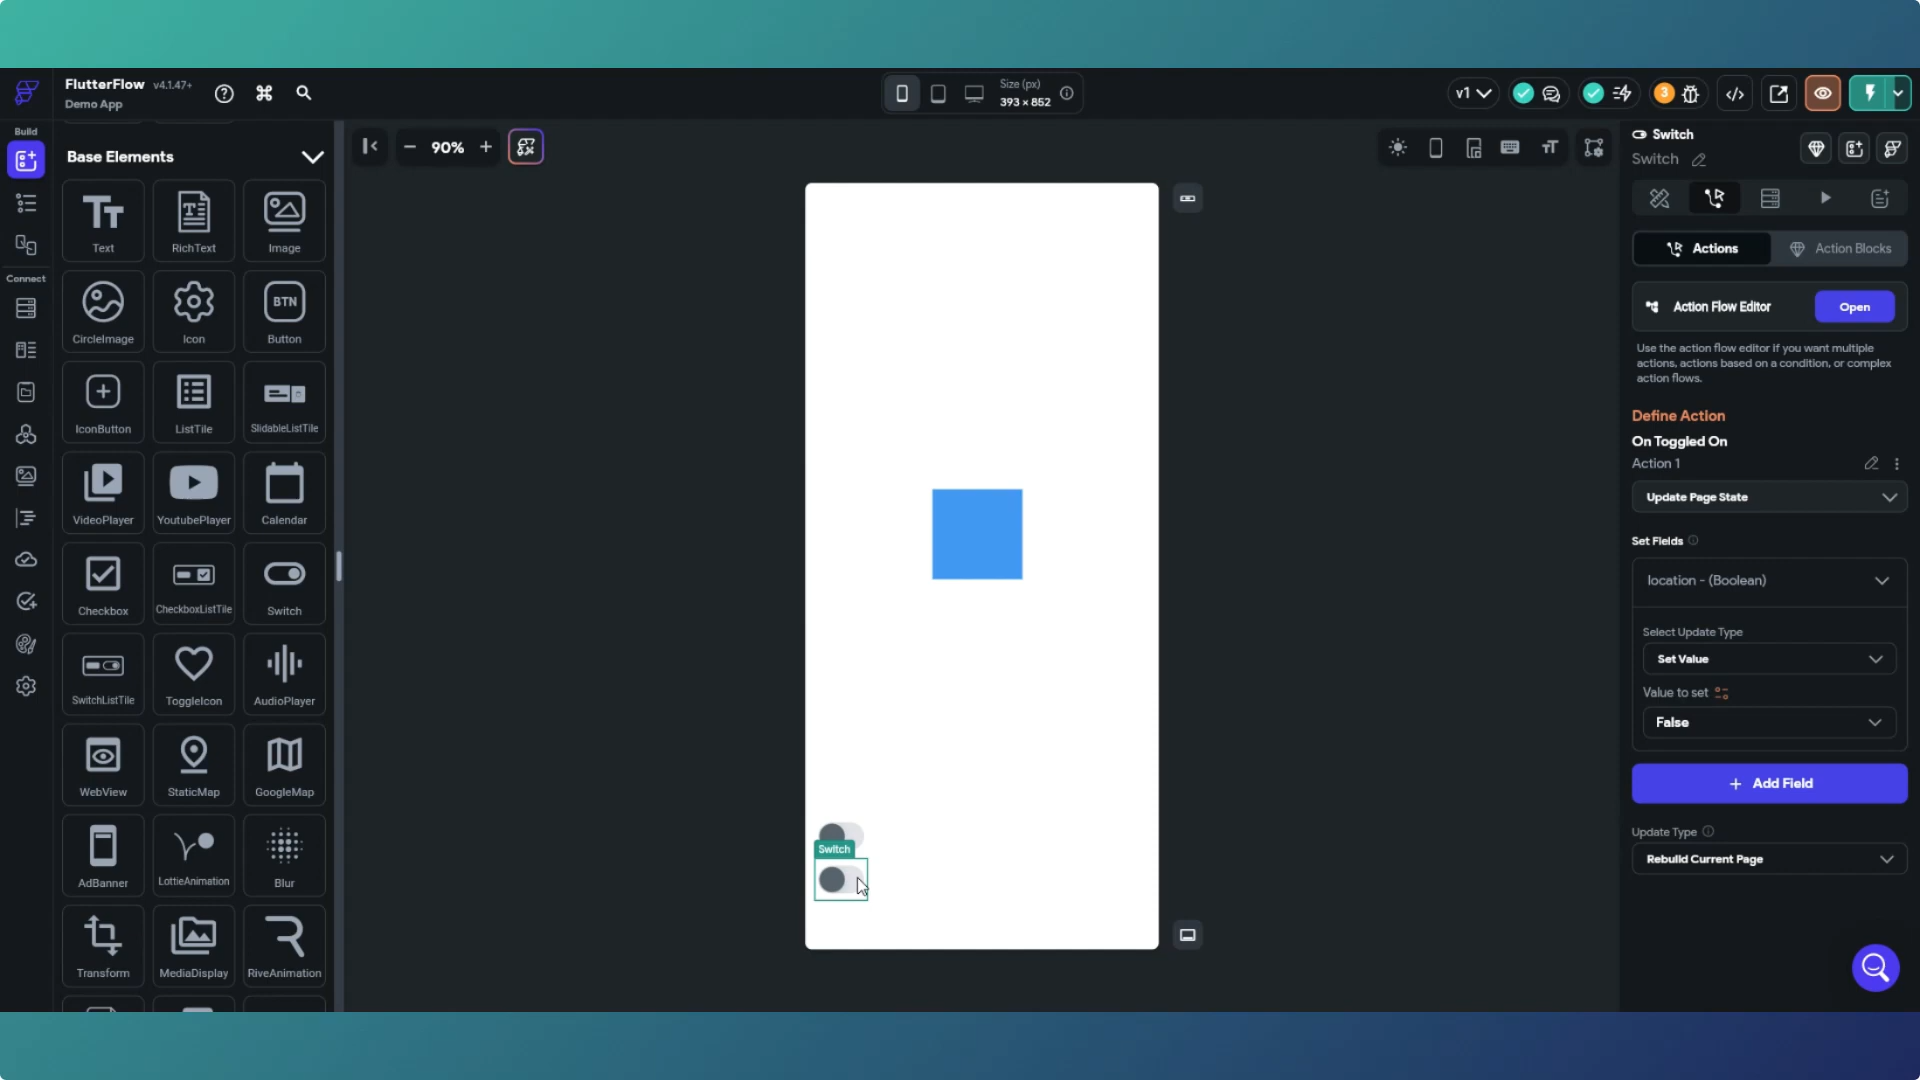 FlutterFlow v4.1.47+
Demo App
Size (px)
393 × 852
v1
3
Build
Connect
Base Elements
Text
RichText
Image
CircleImage
Icon
BTN
Button
IconButton
ListTile
SlidableListTile
VideoPlayer
YoutubePlayer
Calendar
Checkbox
CheckboxListTile
Switch
SwitchListTile
ToggleIcon
AudioPlayer
WebView
StaticMap
GoogleMap
AdBanner
LottieAnimation
Blur
Transform
MediaDisplay
RiveAnimation
90%
Switch
Switch
Switch
Actions
Action Blocks
Action Flow Editor
Open
Use the action flow editor if you want multiple
actions, actions based on a condition, or complex
action flows.
Define Action
On Toggled On
Action 1
Update Page State
Set Fields
location - (Boolean)
Select Update Type
Set Value
Value to set
False
+ Add Field
Update Type
Rebuild Current Page